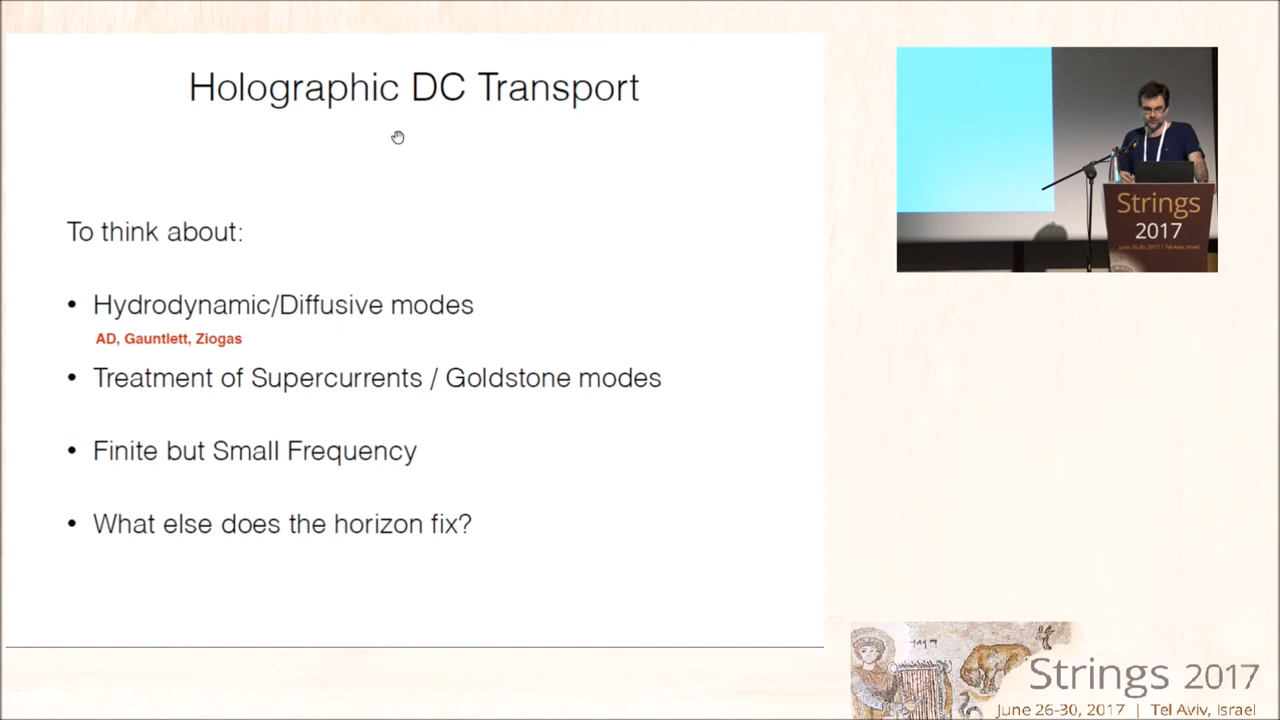 Holographic DC Transport
To think about:
• Hydrodynamic/Diffusive modes
AD, Gauntlett, Ziogas
• Treatment of Supercurrents / Goldstone modes
• Finite but Small Frequency
• What else does the horizon fix?
Strings
2017
June 26-30, 2017 | Tel Aviv, Israel
Strings 2017
June 26-30, 2017 | Tel Aviv, Israel